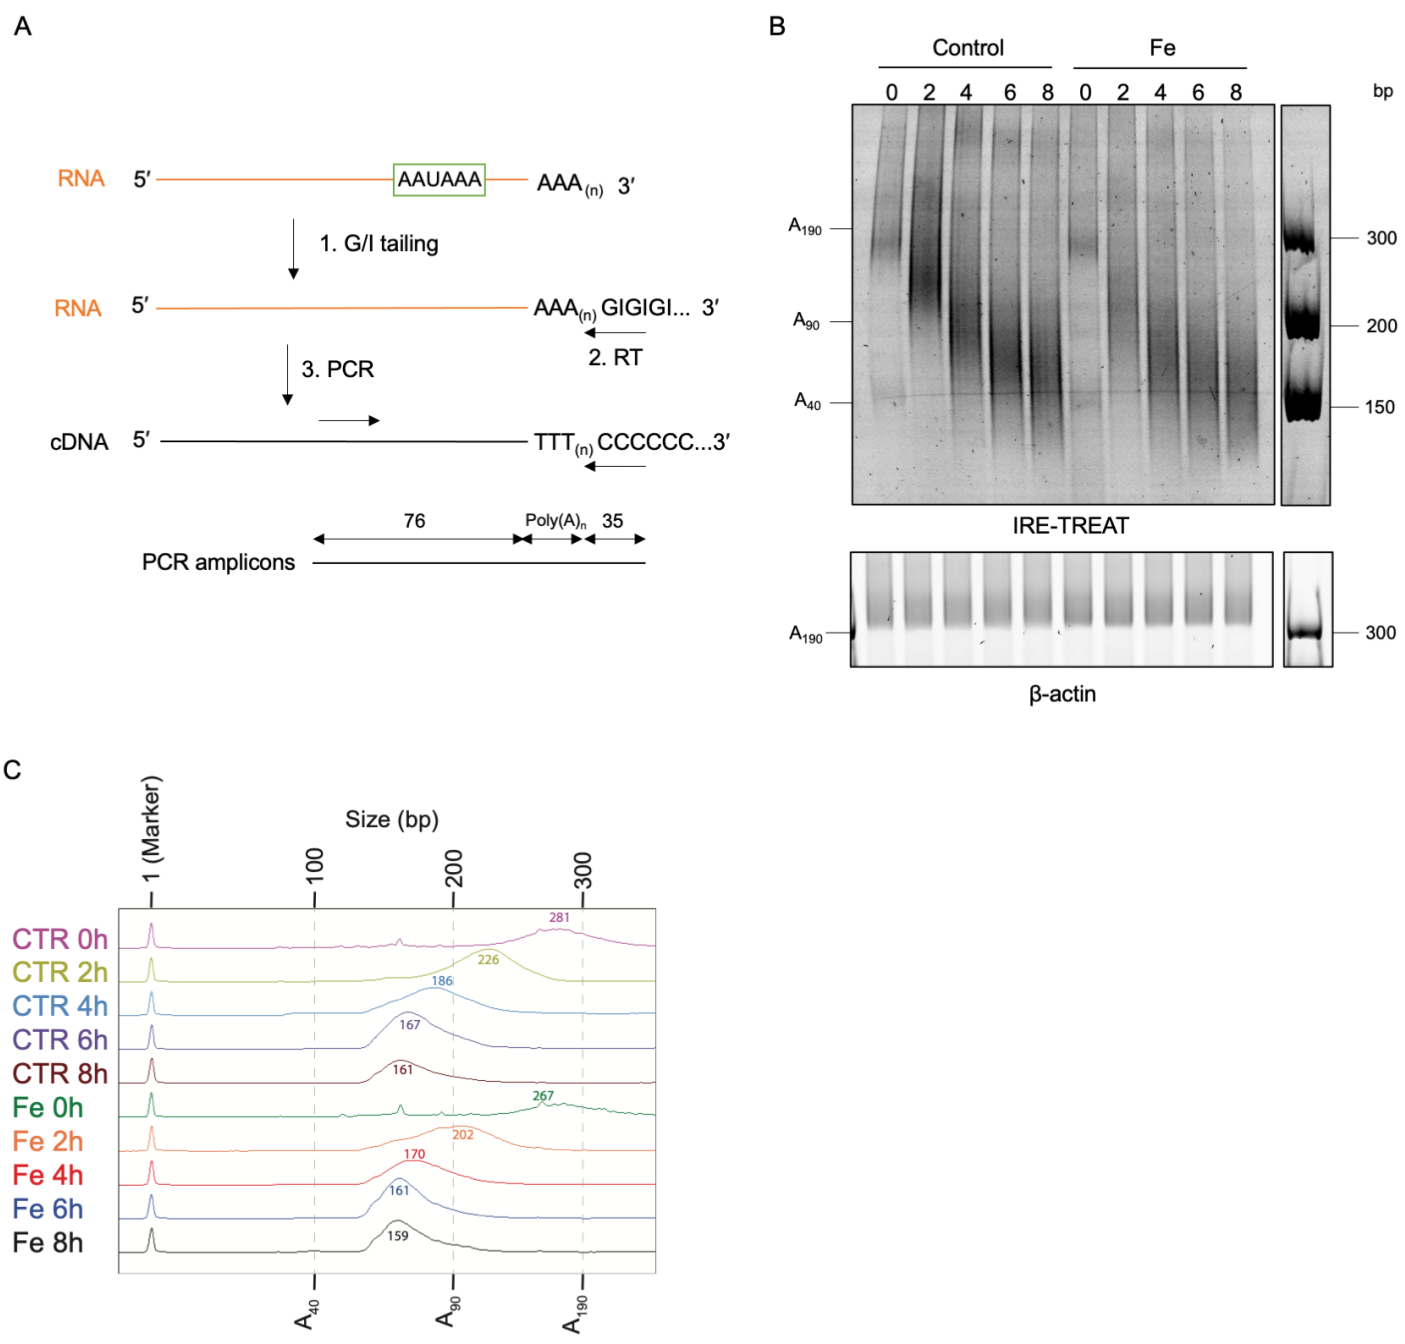 A
RNA 5′ AAUAAA AAA(n) 3′
1. G/I tailing
RNA 5′ AAA(n) GIGIGI... 3′
2. RT
3. PCR
cDNA 5′ TTT(n) CCCCCC...3′
76 Poly(A)n 35
PCR amplicons
B
Control Fe
0 2 4 6 8 0 2 4 6 8 bp
A190 300
A90 200
A40 150
IRE-TREAT
A190 300
β-actin
C
Size (bp)
1 (Marker) 100 200 300
CTR 0h 281
CTR 2h 226
CTR 4h 186
CTR 6h 167
CTR 8h 161
Fe 0h 267
Fe 2h 202
Fe 4h 170
Fe 6h 161
Fe 8h 159
A40 A90 A190